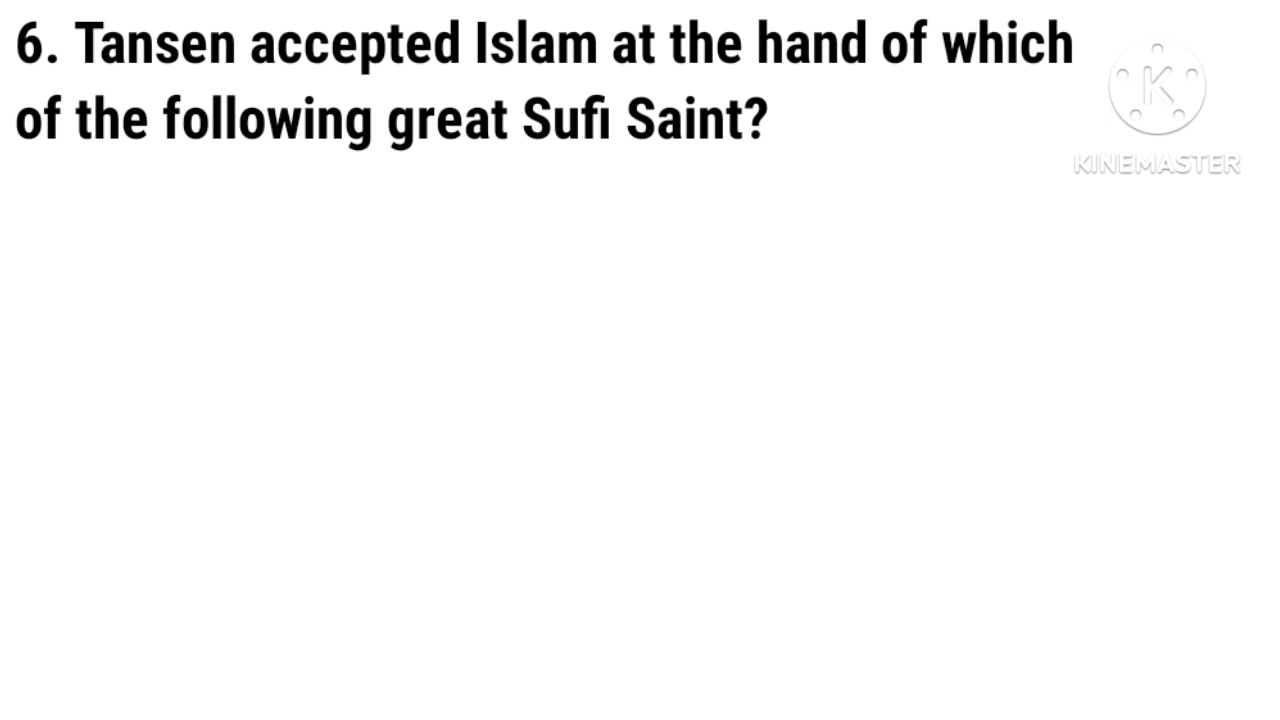 6. Tansen accepted Islam at the hand of which
of the following great Sufi Saint?
K
KINEMASTER